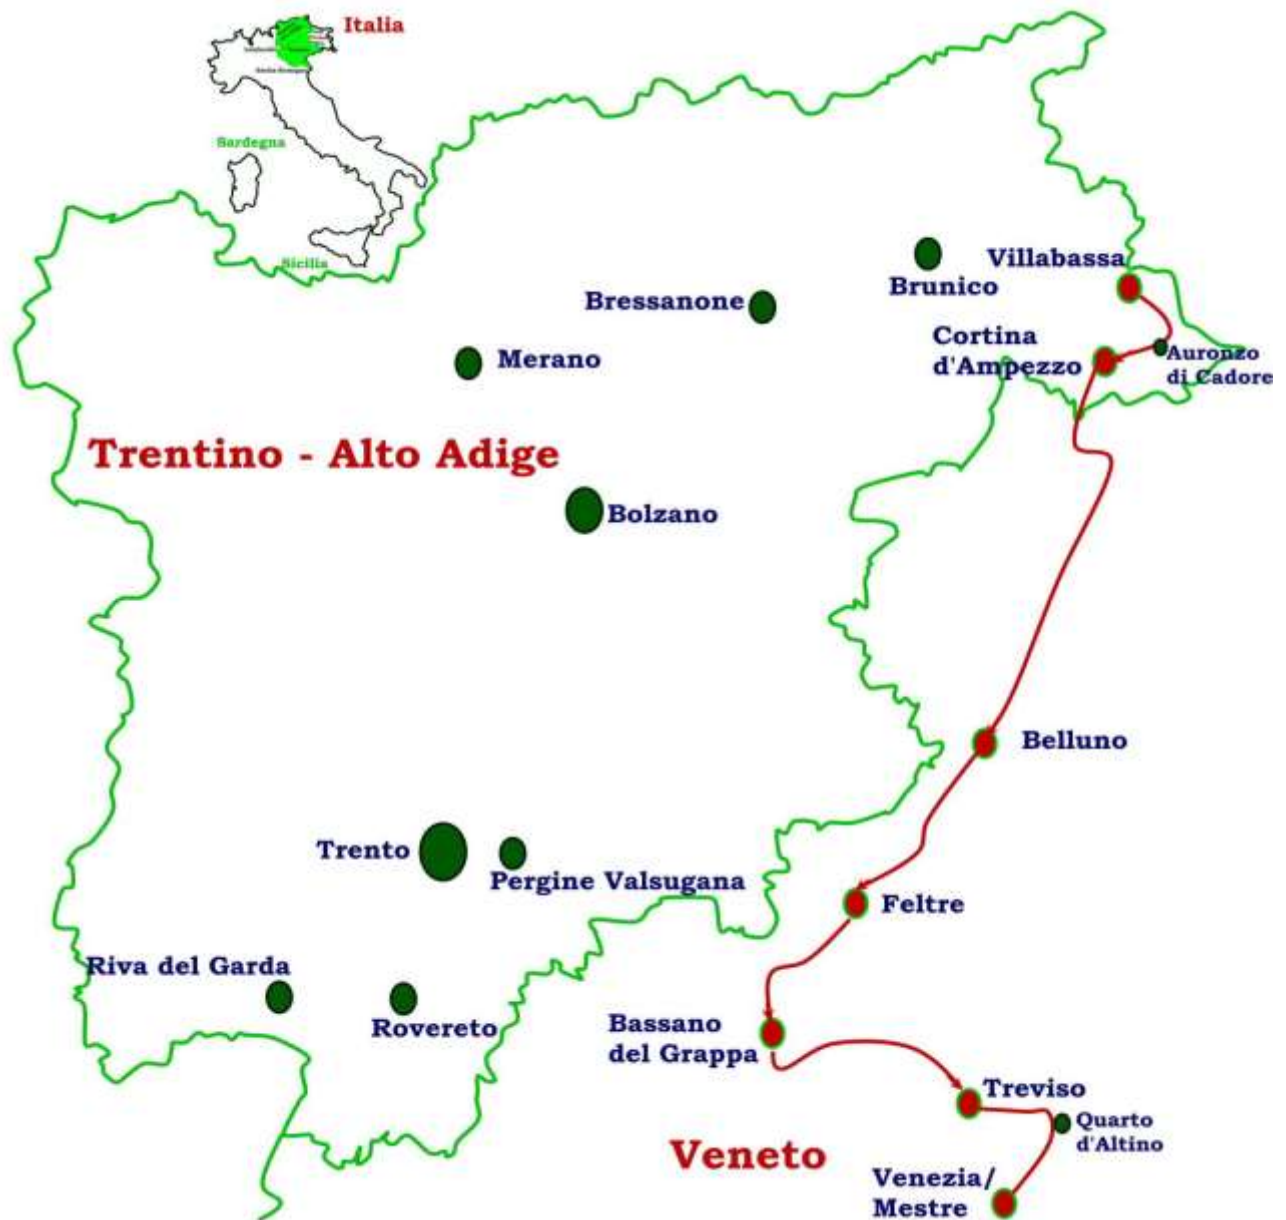 Italia
Sardegna
Sicilia
Villabassa
Brunico
Bressanone
Cortina
d'Ampezzo
Auronzo
di Cadore
Merano
Trentino - Alto Adige
Bolzano
Belluno
Trento
Pergine Valsugana
Feltre
Riva del Garda
Rovereto
Bassano
del Grappa
Treviso
Quarto
d'Altino
Veneto
Venezia/
Mestre